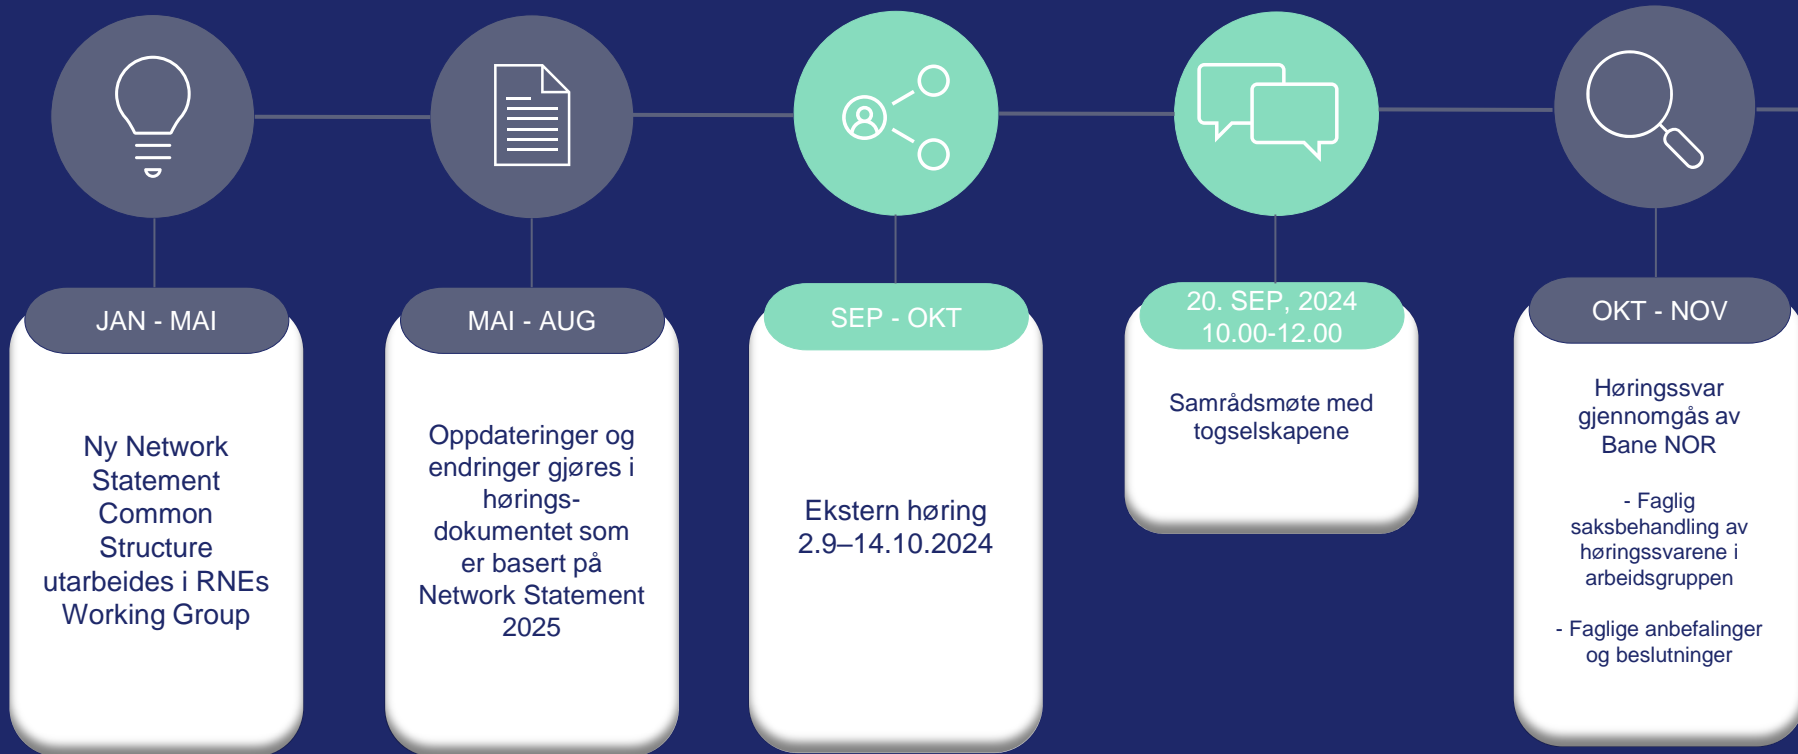 JAN - MAI
Ny Network
Statement
Common
Structure
utarbeides i RNEs
Working Group
MAI - AUG
Oppdateringer og
endringer gjøres i
hørings-
dokumentet som
er basert på
Network Statement
2025
SEP - OKT
Ekstern høring
2.9–14.10.2024
20. SEP, 2024
10.00-12.00
Samrådsmøte med
togselskapene
OKT - NOV
Høringssvar
gjennomgås av
Bane NOR
- Faglig
saksbehandling av
høringssvarene i
arbeidsgruppen
- Faglige anbefalinger
og beslutninger